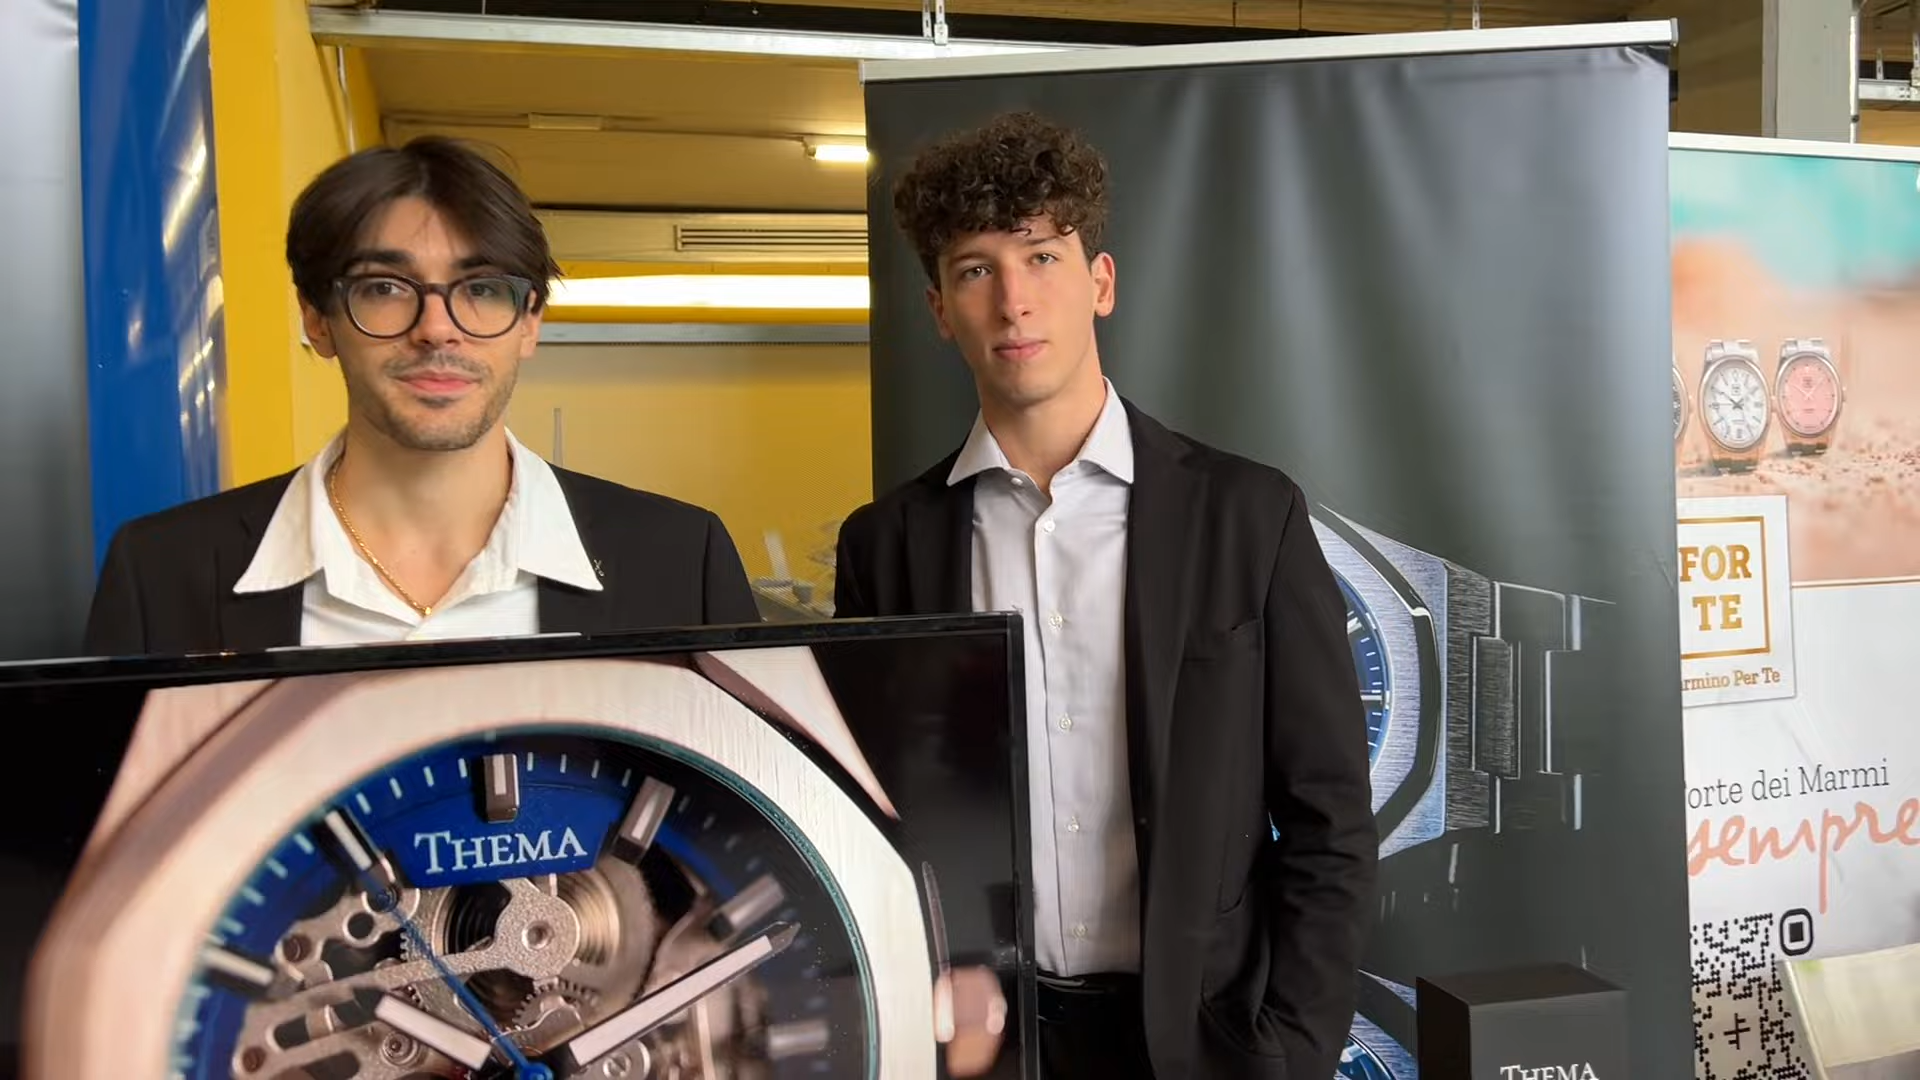 THEMA
THEMA
FOR
TE
rmino Per Te
orte dei Marmi
sempre